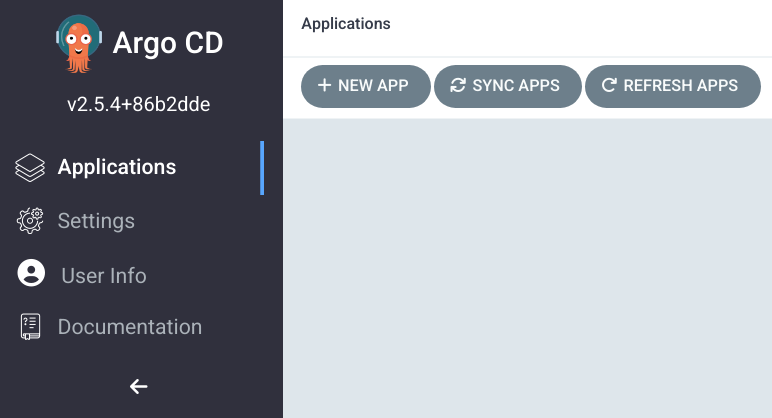 Argo CD
v2.5.4+86b2dde
Applications
Settings
User Info
Documentation
Applications
NEW APP
SYNC APPS
REFRESH APPS